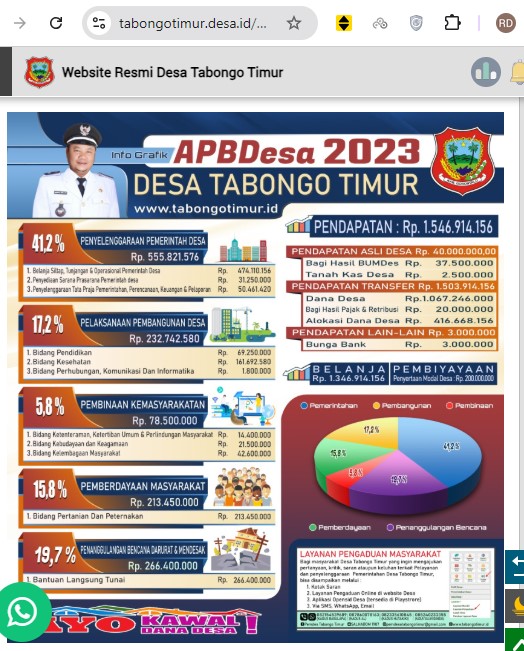 tabongotimur.desa.id/...
RD
Website Resmi Desa Tabongo Timur
Info Grafik APBDesa 2023
DESA TABONGO TIMUR
www.tabongotimur.id
41,2 %
PENYELENGGARAAN PEMERINTAH DESA
Rp. 555.821.576
1. Belanja Siltap, Tunjangan & Operasional Pemerintah Desa Rp. 474.110.156
2. Penyediaan Sarana Prasarana Pemerintah desa Rp. 31.250.000
3. Penyelenggaraan Tata Praja Pemerintahan, Perencanaan, Keuangan & Pelaporan Rp. 50.461.420
17,2 %
PELAKSANAAN PEMBANGUNAN DESA
Rp. 232.742.580
1. Bidang Pendidikan Rp. 69.250.000
2. Bidang Kesehatan Rp. 161.692.580
3. Bidang Perhubungan, Komunikasi Dan Informatika Rp. 1.800.000
5,8 %
PEMBINAAN KEMASYARAKATAN
Rp. 78.500.000
1. Bidang Ketenteraman, Ketertiban Umum & Perlindungan Masyarakat Rp. 14.400.000
2. Bidang Kebudayaan dan Keagamaan Rp. 21.500.000
3. Bidang Kelembagaan Masyarakat Rp. 42.600.000
15,8 %
PEMBERDAYAAN MASYARAKAT
Rp. 213.450.000
1. Bidang Pertanian Dan Peternakan Rp. 213.450.000
19,7 %
PENANGGULANGAN BENCANA DARURAT & MENDESAK
Rp. 266.400.000
1. Bantuan Langsung Tunai Rp. 266.400.000
AYO KAWAL DANA DESA !
PENDAPATAN : Rp. 1.546.914.156
PENDAPATAN ASLI DESA Rp. 40.000.000,00
Bagi Hasil BUMDes Rp. 37.500.000
Tanah Kas Desa Rp. 2.500.000
PENDAPATAN TRANSFER Rp. 1.503.914.156
Dana Desa Rp.1.067.246.000
Bagi Hasil Pajak & Retribusi Rp. 20.000.000
Alokasi Dana Desa Rp. 416.668.156
PENDAPATAN LAIN-LAIN Rp. 3.000.000
Bunga Bank Rp. 3.000.000
BELANJA
Rp. 1.346.914.156
PEMBIYAYAAN
Penyertaan Modal Desa : Rp. 200.000.000
Pemerintahan Pembangunan Pembinaan
17,2%
41,2%
15,8%
5,8%
19,7%
Pemberdayaan Penanggulangan Bencana
LAYANAN PENGADUAN MASYARAKAT
Bagi masyarakat Desa Tabongo Timur yang ingin mengajukan
pertanyaan, kritik, saran ataupun keluhan terkait Pelayanan
dan penyelenggaraan Pemerintahan Desa Tabongo Timur,
bisa disampaikan melalui :
1. Kotak Saran
2. Layanan Pengaduan Online di website Desa
3. Aplikasi Opensid Desa (tersedia di Playstore)
3. Via SMS, WhatsApp, Email